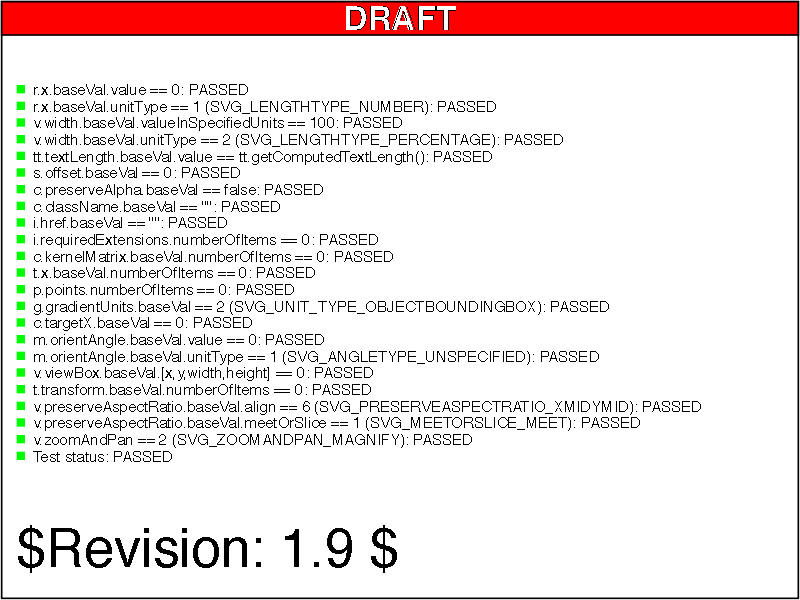 DRAFT
r.x.baseVal.value == 0: PASSED
r.x.baseVal.unitType == 1 (SVG_LENGTHTYPE_NUMBER): PASSED
v.width.baseVal.valueInSpecifiedUnits == 100: PASSED
v.width.baseVal.unitType == 2 (SVG_LENGTHTYPE_PERCENTAGE): PASSED
tt.textLength.baseVal.value == tt.getComputedTextLength(): PASSED
s.offset.baseVal == 0: PASSED
c.preserveAlpha.baseVal == false: PASSED
c.className.baseVal == "": PASSED
i.href.baseVal == "": PASSED
i.requiredExtensions.numberOfItems == 0: PASSED
c.kernelMatrix.baseVal.numberOfItems == 0: PASSED
t.x.baseVal.numberOfItems == 0: PASSED
p.points.numberOfItems == 0: PASSED
g.gradientUnits.baseVal == 2 (SVG_UNIT_TYPE_OBJECTBOUNDINGBOX): PASSED
c.targetX.baseVal == 0: PASSED
m.orientAngle.baseVal.value == 0: PASSED
m.orientAngle.baseVal.unitType == 1 (SVG_ANGLETYPE_UNSPECIFIED): PASSED
v.viewBox.baseVal.[x,y,width,height] == 0: PASSED
t.transform.baseVal.numberOfItems == 0: PASSED
v.preserveAspectRatio.baseVal.align == 6 (SVG_PRESERVEASPECTRATIO_XMIDYMID): PASSED
v.preserveAspectRatio.baseVal.meetOrSlice == 1 (SVG_MEETORSLICE_MEET): PASSED
v.zoomAndPan == 2 (SVG_ZOOMANDPAN_MAGNIFY): PASSED
Test status: PASSED
$Revision: 1.9 $